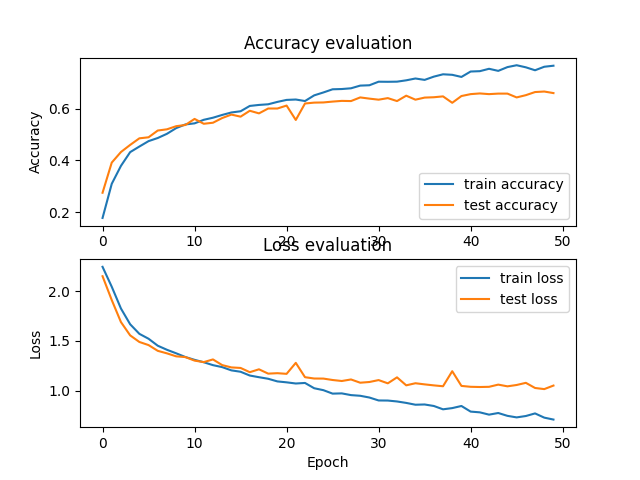 Accuracy evaluation
Accuracy
0.6
0.4
0.2
train accuracy
test accuracy
0 10 20 30 40 50
Loss evaluation
Loss
2.0
1.5
1.0
train loss
test loss
0 10 20 30 40 50
Epoch